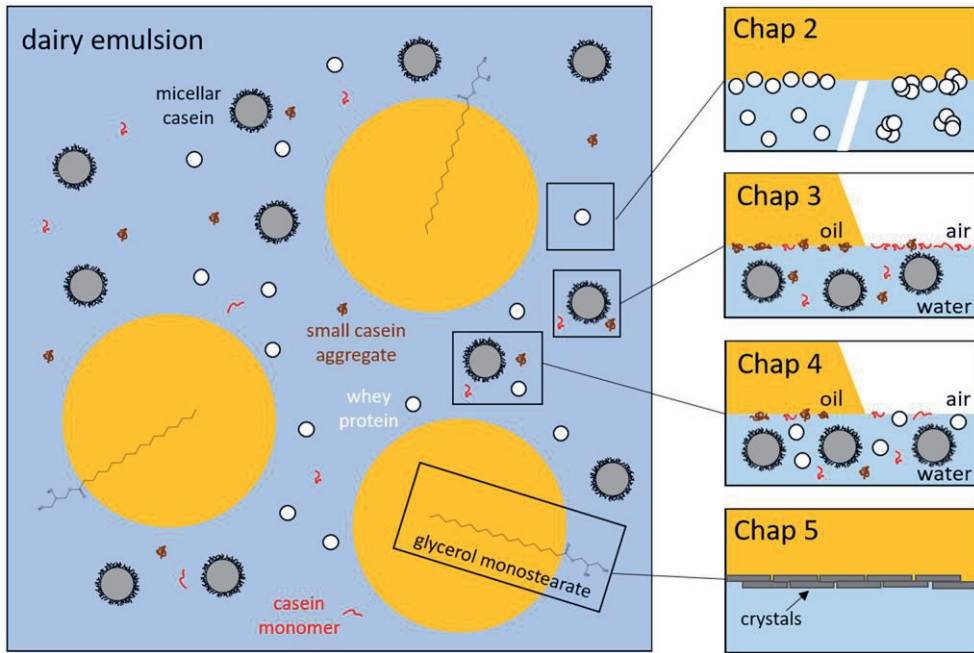 dairy emulsion
micellar
casein
small casein
aggregate
whey
protein
glycerol monostearate
casein
monomer
Chap 2
Chap 3
oil
air
water
Chap 4
oil
air
water
Chap 5
crystals